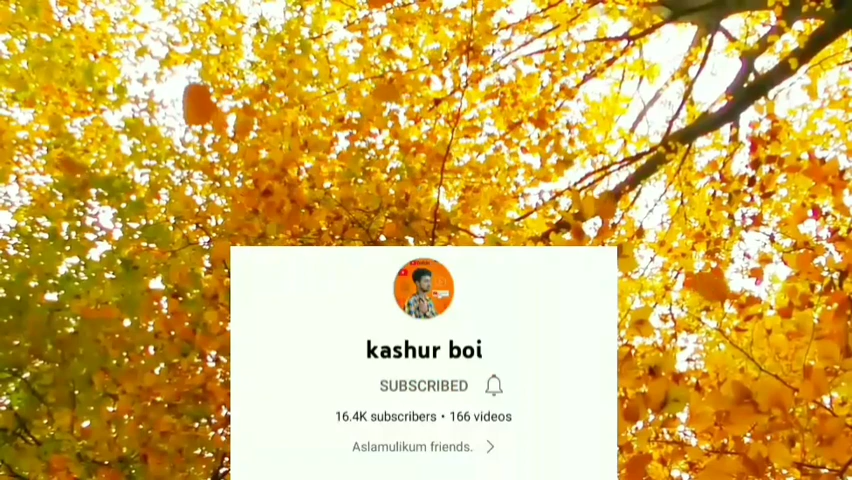 kashur boi
SUBSCRIBED
16.4K subscribers • 166 videos
Aslamulikum friends.